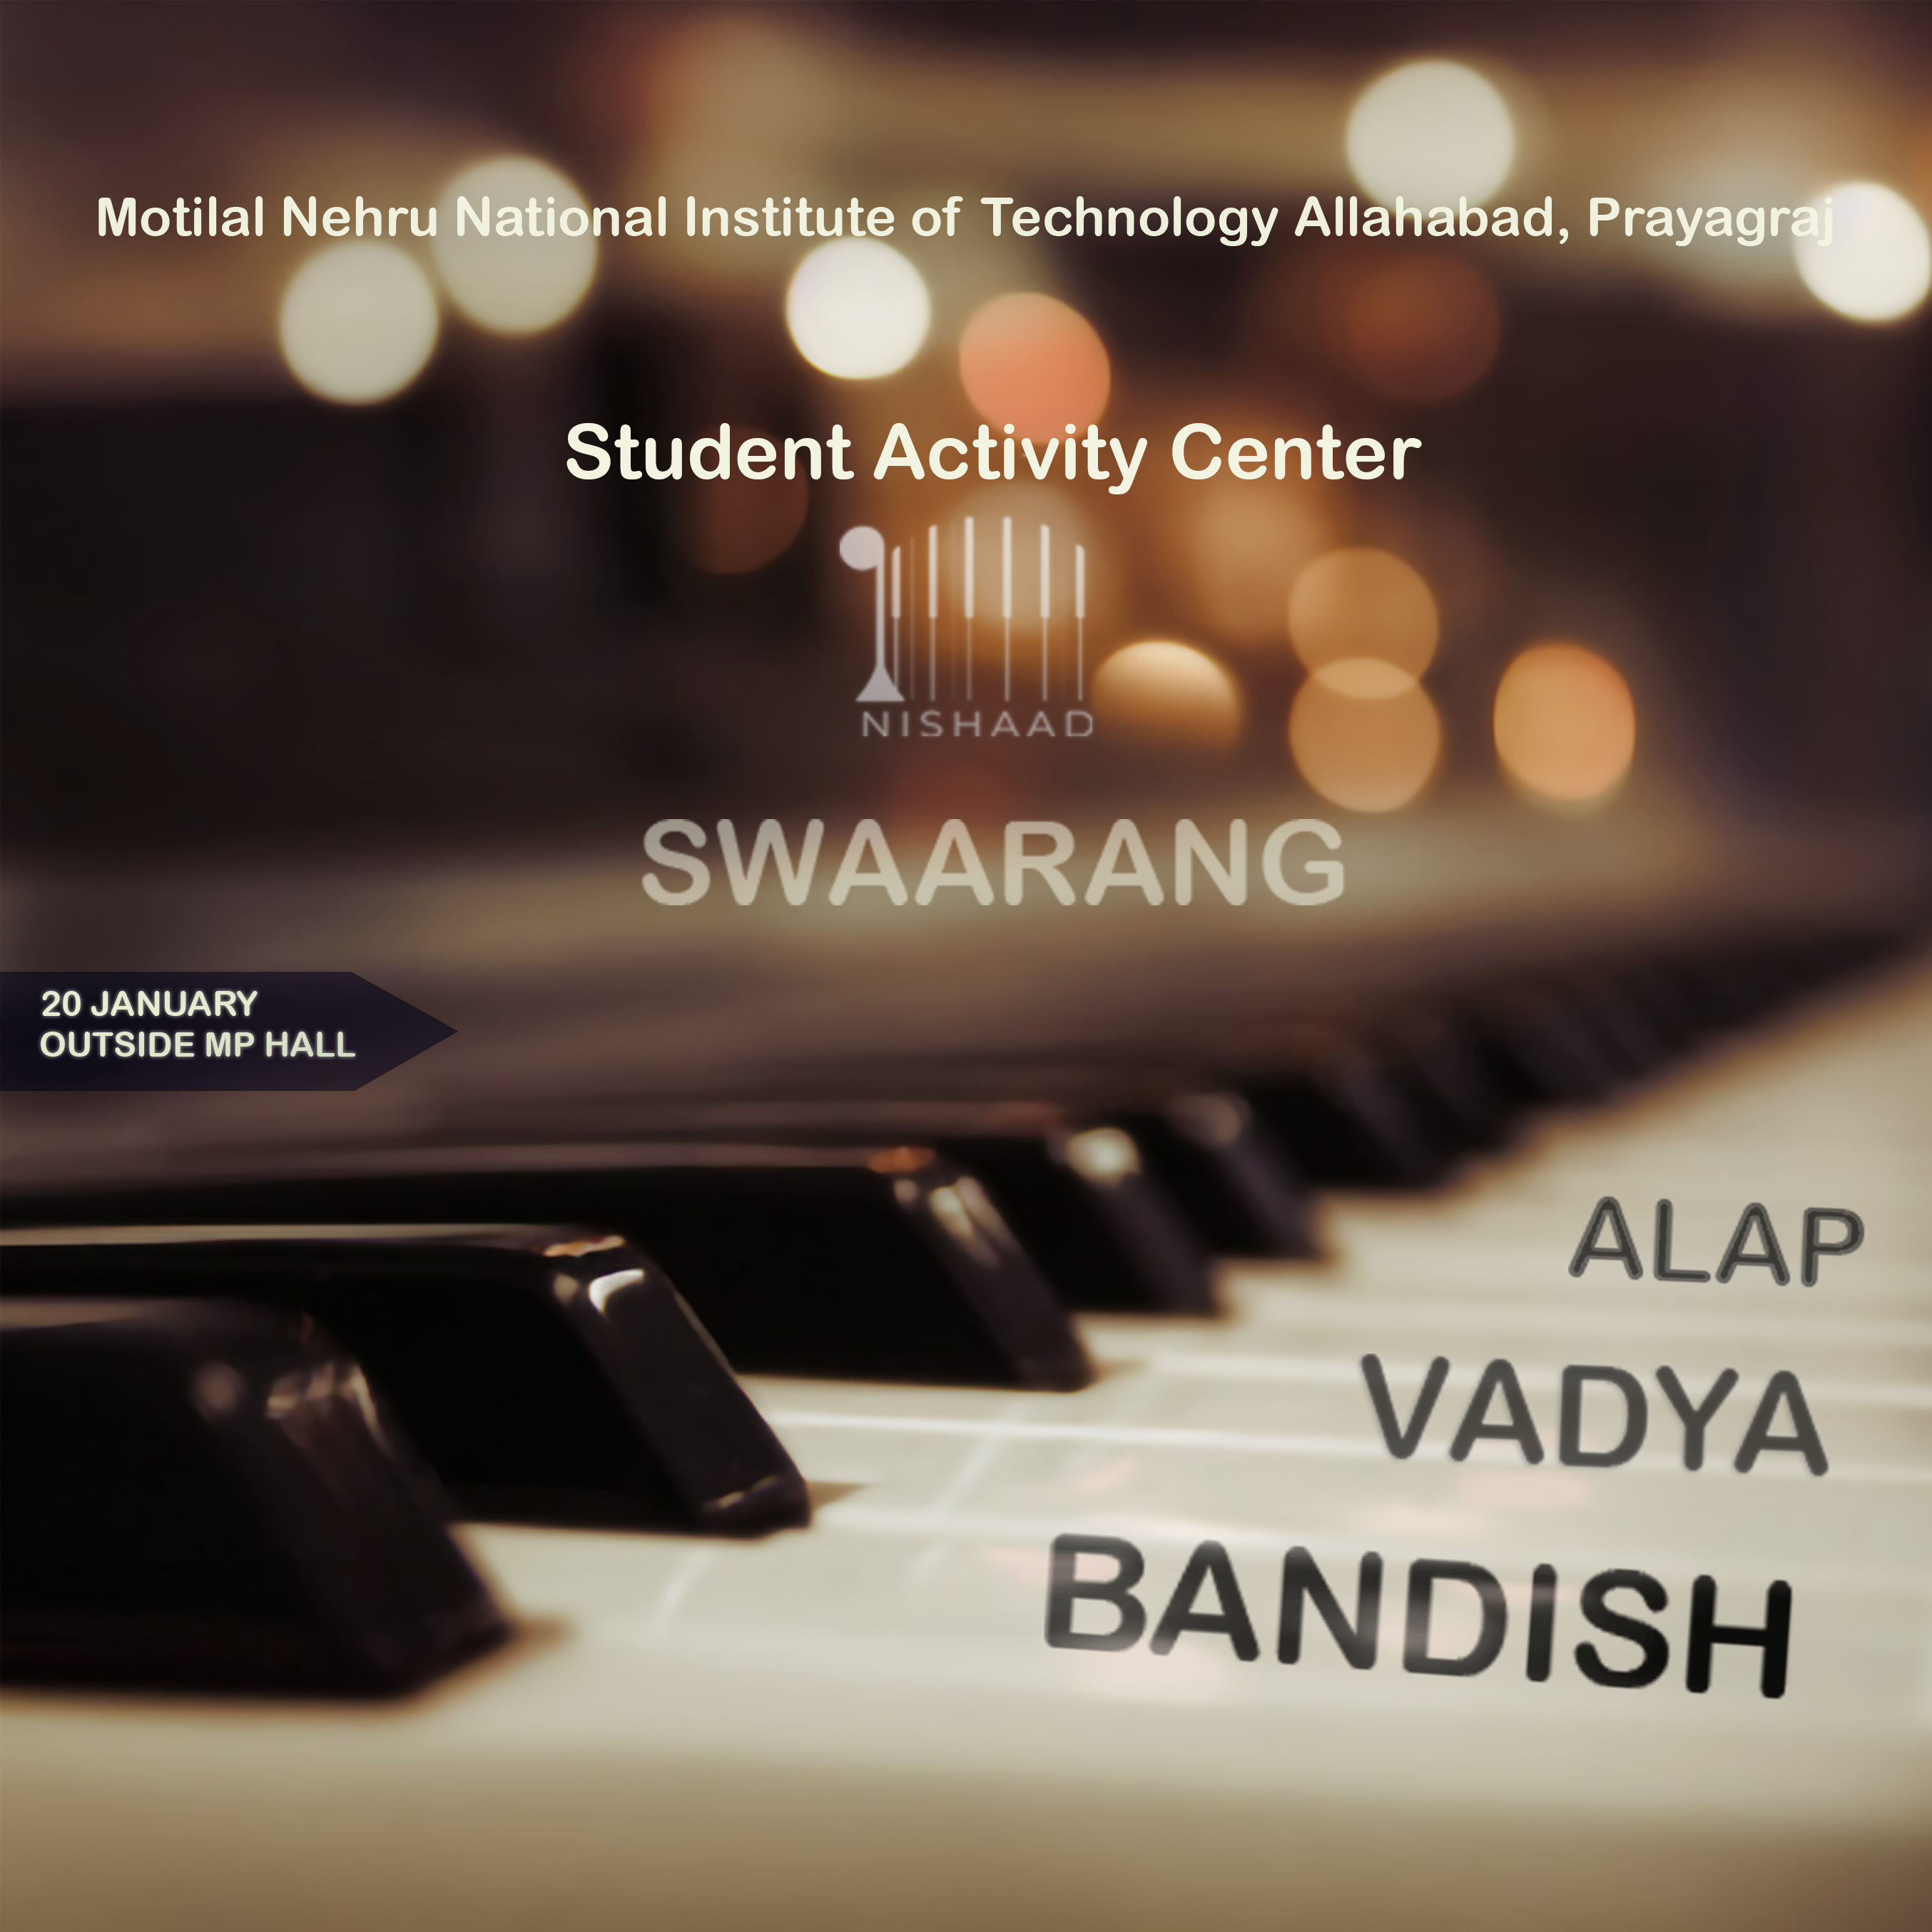 Motilal Nehru National Institute of Technology Allahabad, Prayagraj
Student Activity Center
NISHAAD
SWAARANG
20 JANUARY
OUTSIDE MP HALL
ALAP
VADYA
BANDISH